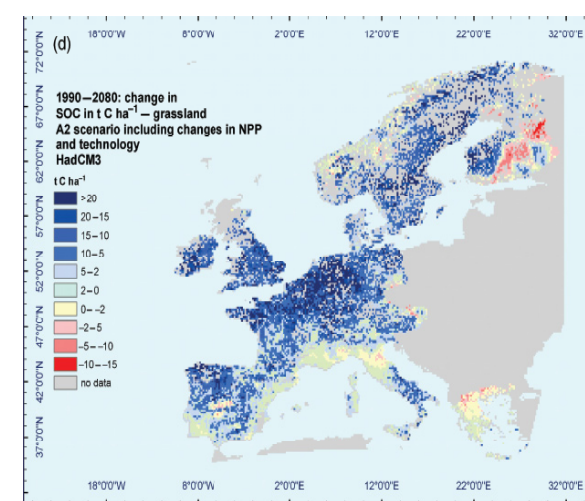 (d)
18°0'0"W 8°0'0"W 2°0'0"E 12°0'0"E 22°0'0"E 32°0'0"E
72°0'0"N
67°0'0"N
62°0'0"N
57°0'0"N
52°0'0"N
47°0'0"N
42°0'0"N
37°0'0"N
1990—2080: change in
SOC in t C ha⁻¹ — grassland
A2 scenario including changes in NPP
and technology
HadCM3
t C ha⁻¹
>20
20–15
15–10
10–5
5–2
2–0
0– –2
–2–5
–5– –10
–10– –15
no data
18°0'0"W 8°0'0"W 2°0'0"E 12°0'0"E 22°0'0"E 32°0'0"E